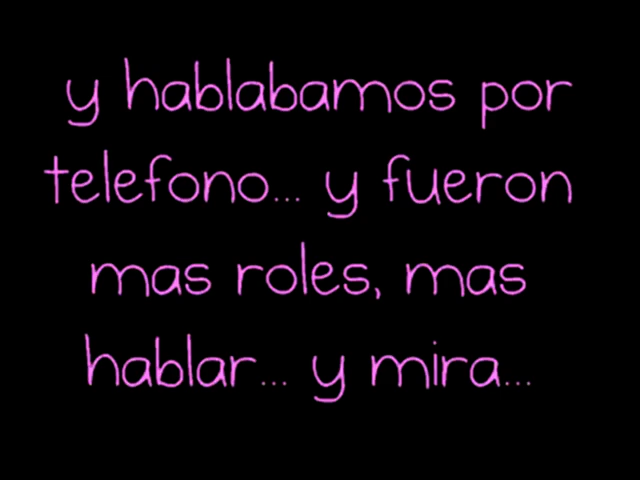 y hablabamos por
telefono... y fueron
mas roles, mas
hablar... y mira...